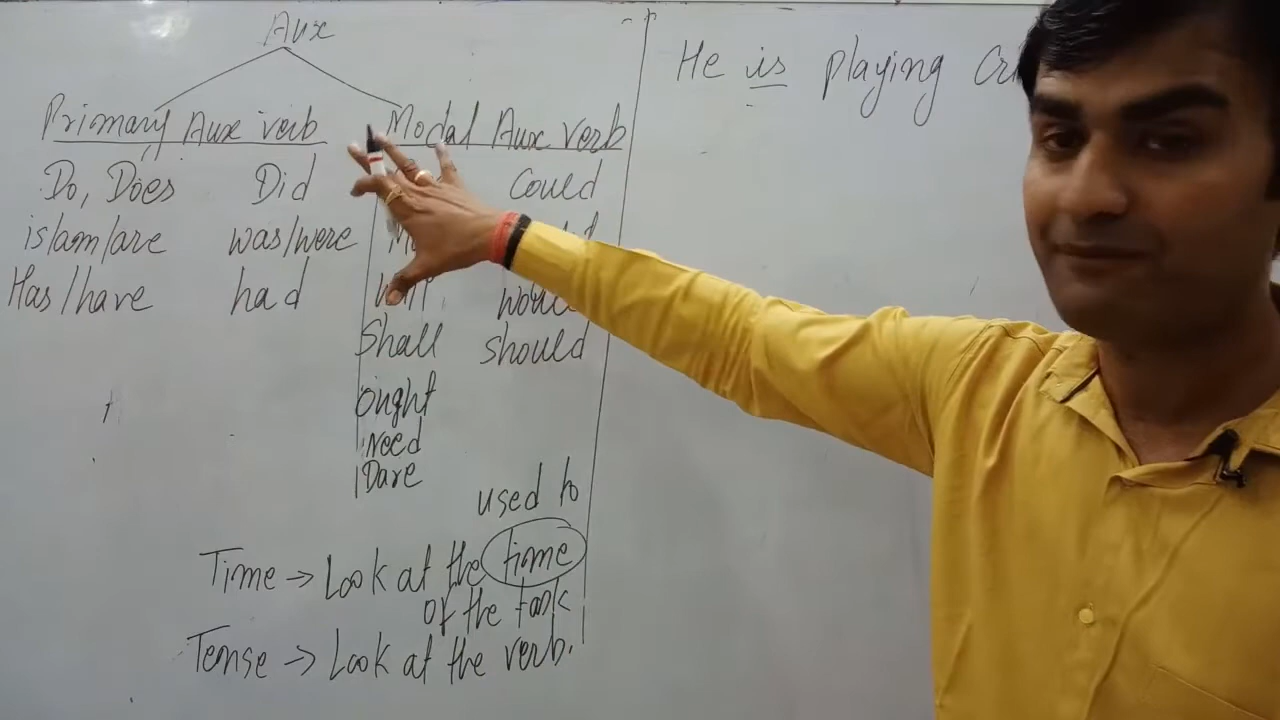 Aux
Primary Aux verb
Do, Does Did
is/am/are was/were
Has/have had
Modal Aux verb
Could
would
Shall should
ought
Need
Dare
used to
Time → Look at the time
of the task
Tense → Look at the verb.
He is playing